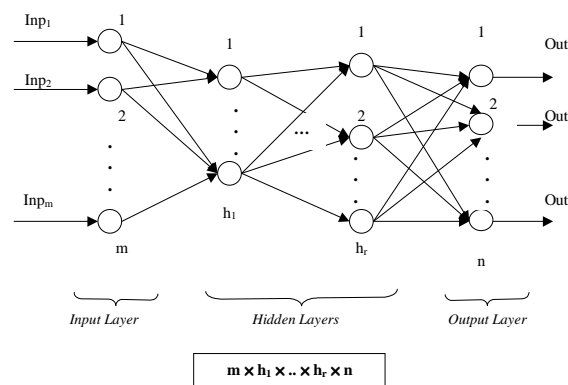 Inp₁ 1 1 1 1 Out
Inp₂ 2 ... 2 2 Out
Inpₘ m h₁ hᵣ n Out
Input Layer Hidden Layers Output Layer
m × h₁ × .. × hᵣ × n